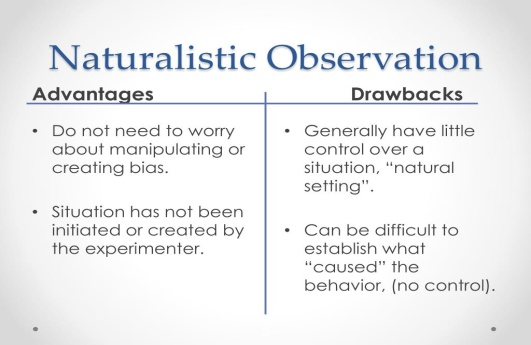 Naturalistic Observation
Advantages
• Do not need to worry
about manipulating or
creating bias.
• Situation has not been
initiated or created by
the experimenter.
Drawbacks
• Generally have little
control over a
situation, “natural
setting”.
• Can be difficult to
establish what
“caused” the
behavior, (no control).